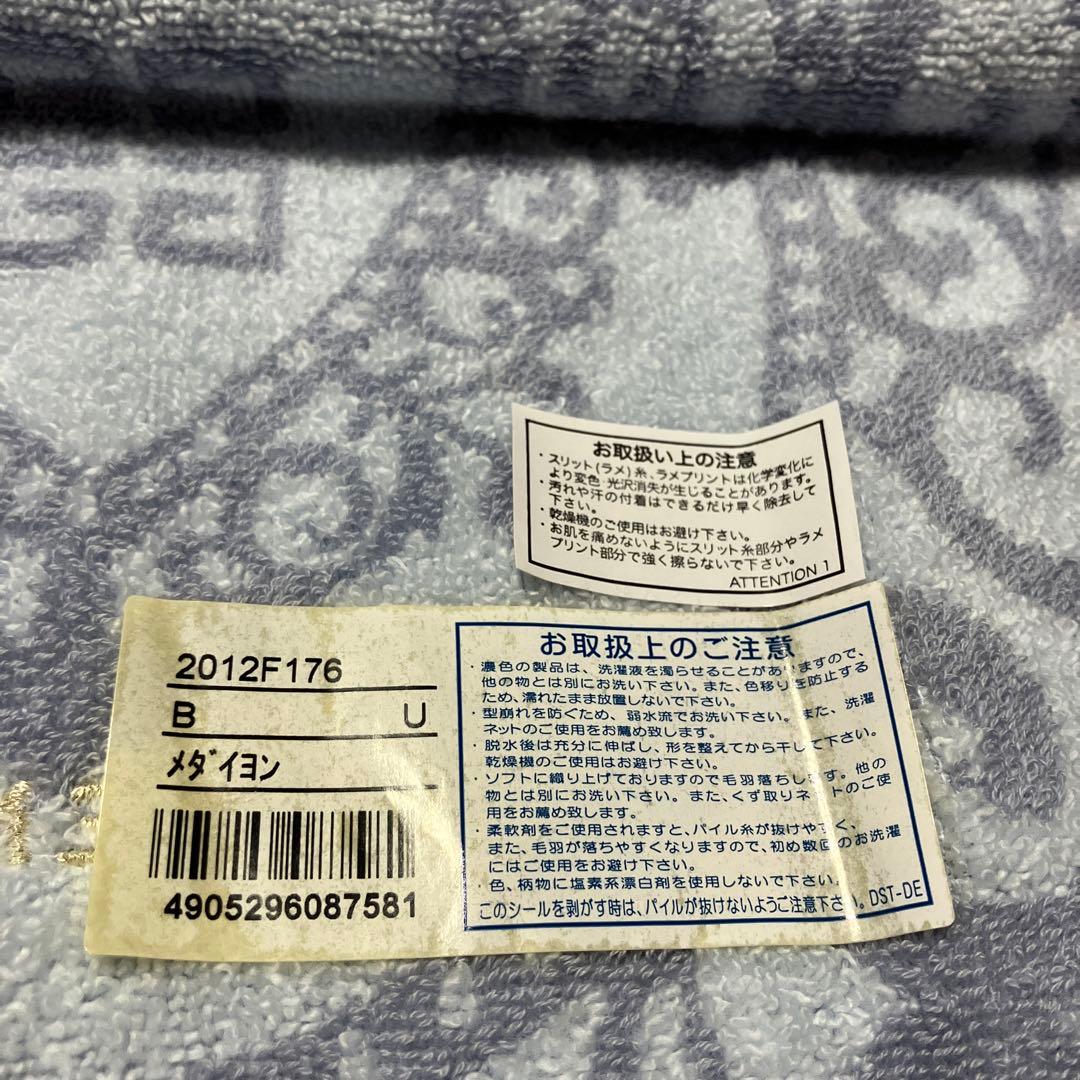 お取扱い上の注意
・スリット(ラメ)糸、ラメプリントは化学変化に
より変色・光沢消失が生じることがあります。
・汚れや汗の付着はできるだけ早く除去して
下さい。
・乾燥機のご使用はお避け下さい。
・お肌を痛めないようにスリット糸部分やラメ
プリント部分で強く擦らないで下さい。
ATTENTION 1
2012F176
B U
メダイヨン
4905296087581
お取扱上のご注意
・濃色の製品は、洗濯液を濁らせることがありますので、
他の物とは別にお洗い下さい。また、色移りを防止する
ため、濡れたまま放置しないで下さい。
・型崩れを防ぐため、弱水流でお洗い下さい。また、洗濯
ネットのご使用をお薦め致します。
・脱水後は充分に伸ばし、形を整えてから干して下さい。
乾燥機のご使用はお避け下さい。
・ソフトに織り上げておりますので毛羽落ちします。他の
物とは別にお洗い下さい。また、くず取りネットのご使
用をお薦め致します。
・柔軟剤をご使用されますと、パイル糸が抜けやすく、
また、毛羽が落ちやすくなりますので、初め数回のお洗濯
にはご使用をお避け下さい。
・色、柄物に塩素系漂白剤を使用しないで下さい。
このシールを剥がす時は、パイルが抜けないようご注意下さい。DST-DE